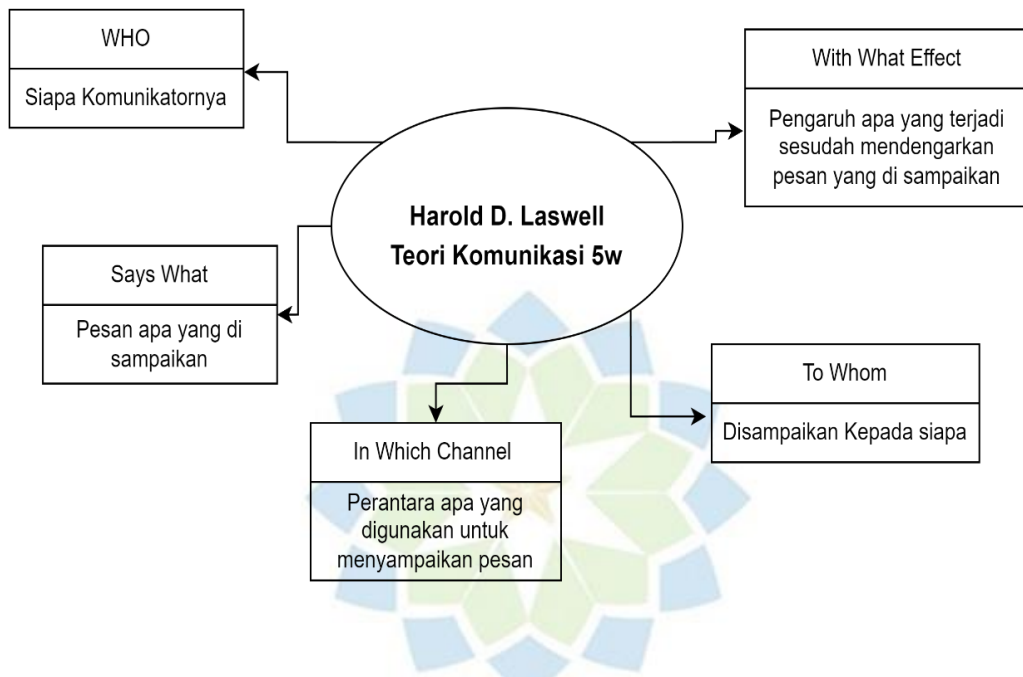 WHO
Siapa Komunikatornya
With What Effect
Pengaruh apa yang terjadi
sesudah mendengarkan
pesan yang di sampaikan
Harold D. Laswell
Teori Komunikasi 5w
Says What
Pesan apa yang di
sampaikan
To Whom
Disampaikan Kepada siapa
In Which Channel
Perantara apa yang
digunakan untuk
menyampaikan pesan